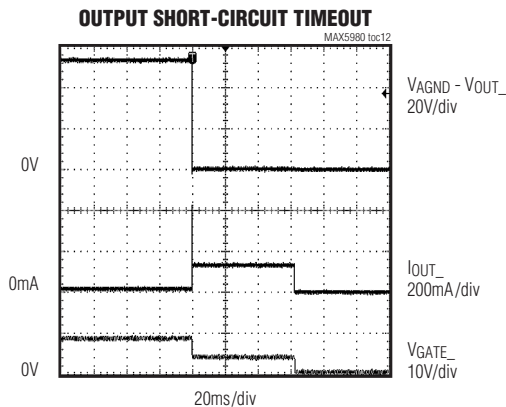 OUTPUT SHORT-CIRCUIT TIMEOUT
MAX5980 toc12
VAGND - VOUT_
20V/div
0V
0mA
IOUT_
200mA/div
0V
VGATE_
10V/div
20ms/div